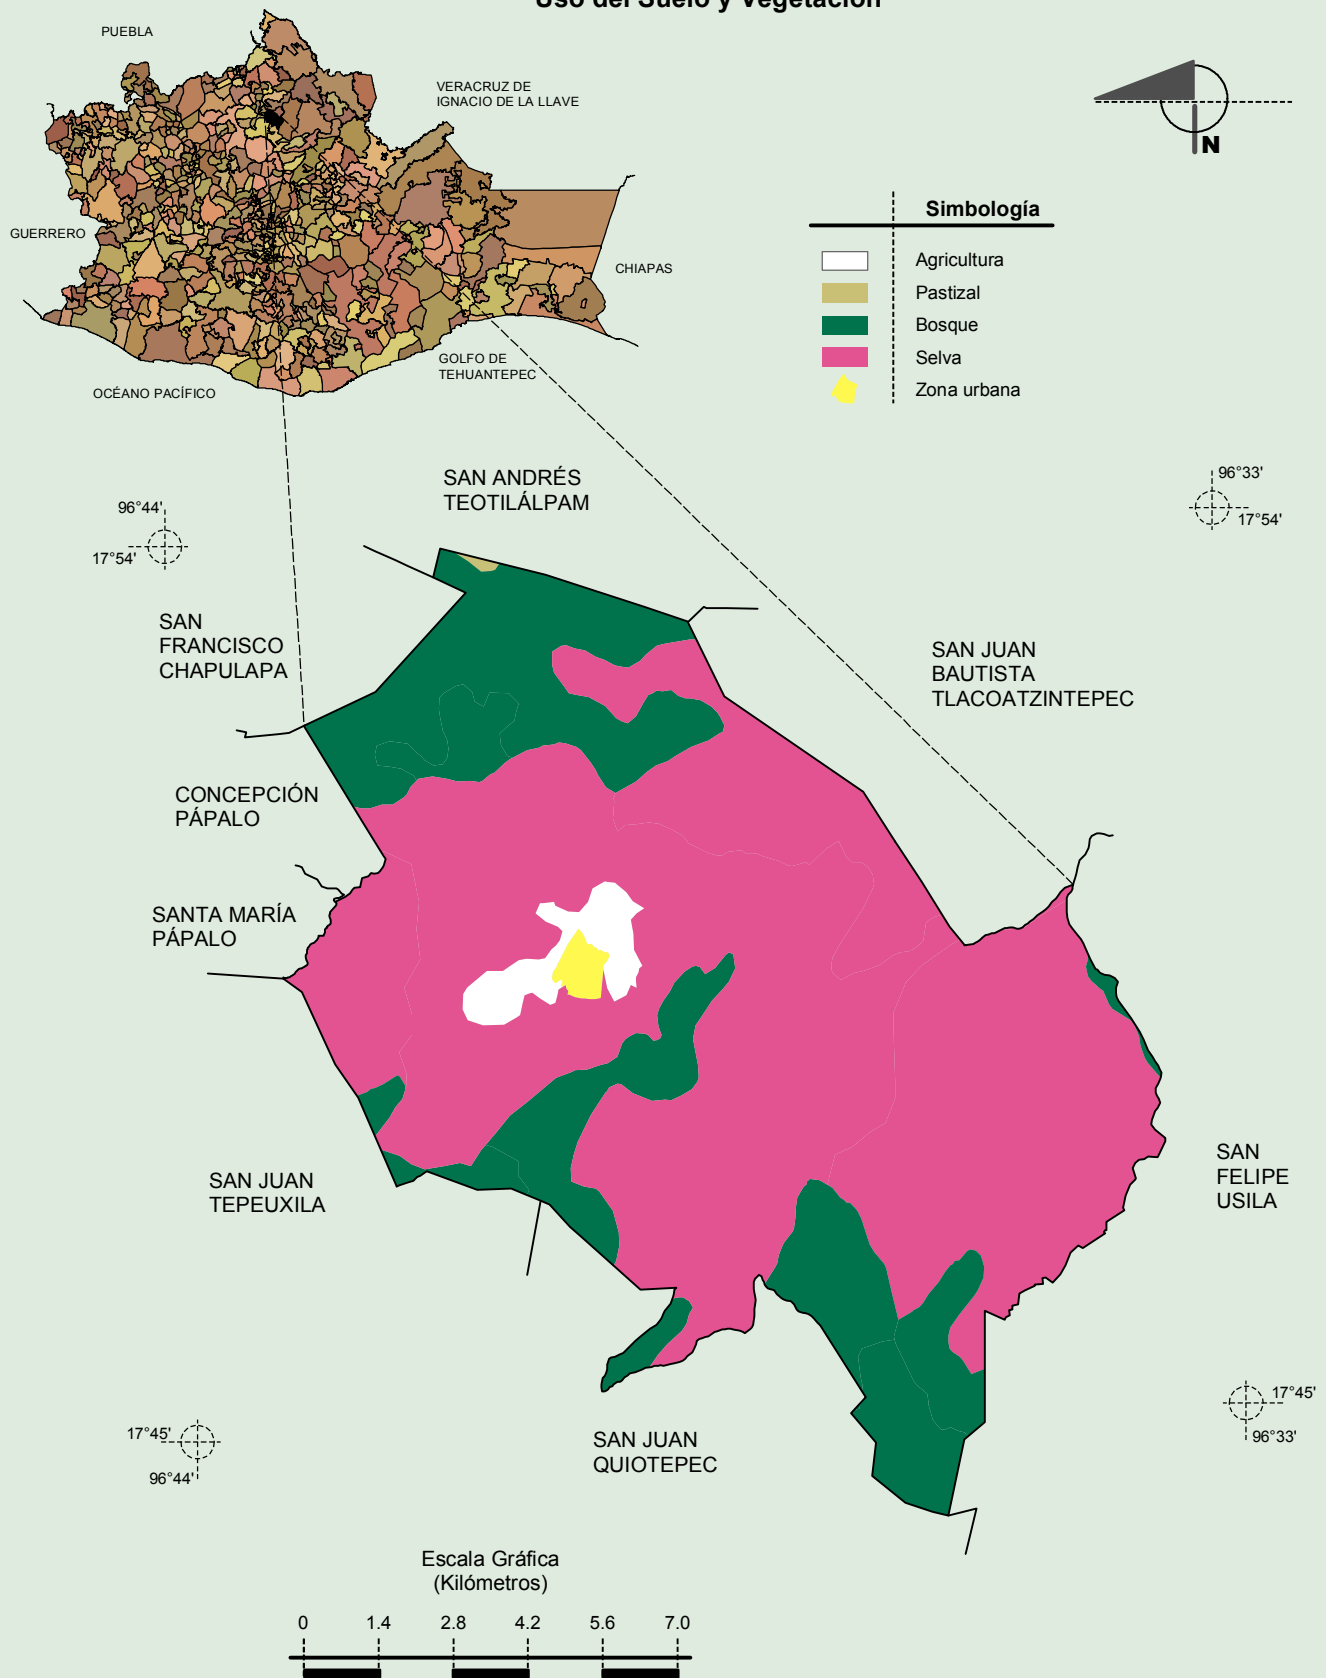 Uso del Suelo y Vegetación
PUEBLA
VERACRUZ DE
IGNACIO DE LA LLAVE
GUERRERO
CHIAPAS
GOLFO DE
TEHUANTEPEC
OCÉANO PACÍFICO
N
Simbología
Agricultura
Pastizal
Bosque
Selva
Zona urbana
SAN ANDRÉS
TEOTILÁLPAM
96°44'
17°54'
96°33'
17°54'
SAN
FRANCISCO
CHAPULAPA
SAN JUAN
BAUTISTA
TLACOATZINTEPEC
CONCEPCIÓN
PÁPALO
SANTA MARÍA
PÁPALO
SAN JUAN
TEPEUXILA
SAN
FELIPE
USILA
17°45'
96°44'
SAN JUAN
QUIOTEPEC
17°45'
96°33'
Escala Gráfica
(Kilómetros)
0 1.4 2.8 4.2 5.6 7.0